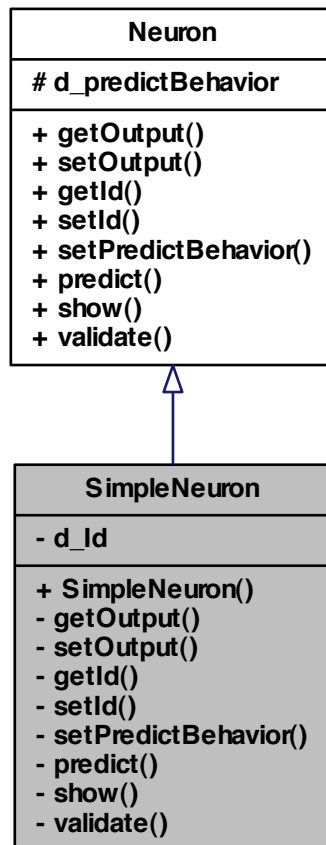 Neuron
# d_predictBehavior
+ getOutput()
+ setOutput()
+ getId()
+ setId()
+ setPredictBehavior()
+ predict()
+ show()
+ validate()
SimpleNeuron
- d_Id
+ SimpleNeuron()
- getOutput()
- setOutput()
- getId()
- setId()
- setPredictBehavior()
- predict()
- show()
- validate()